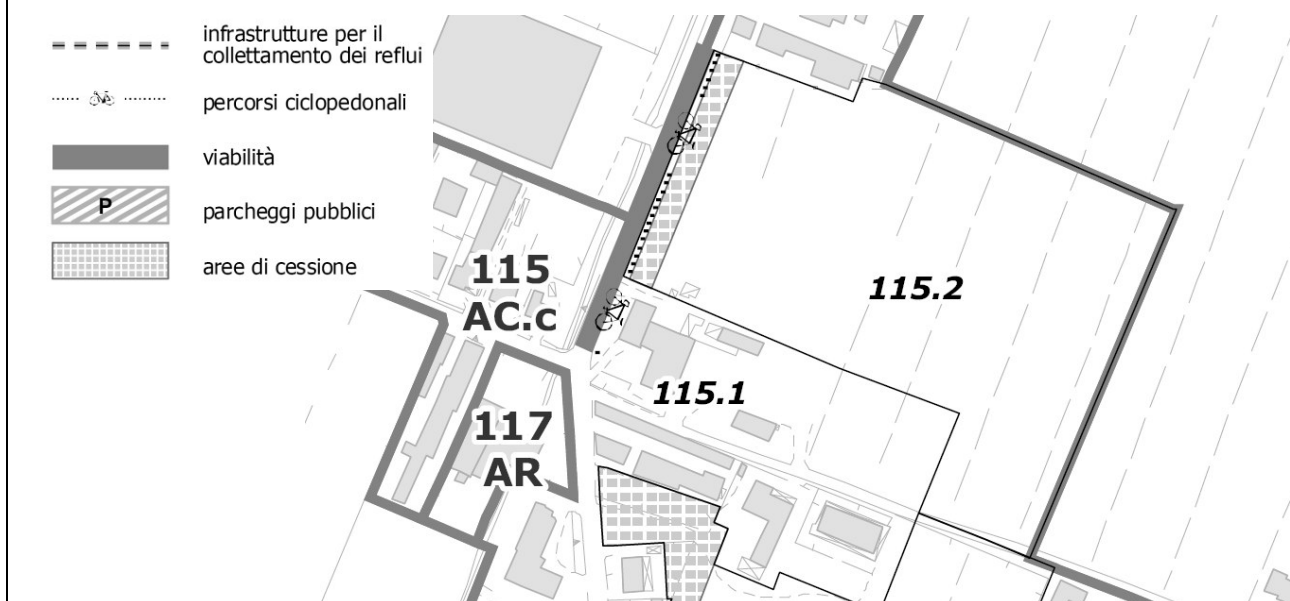 infrastrutture per il
collettamento dei reflui
percorsi ciclopedonali
viabilità
P
parcheggi pubblici
aree di cessione
115
AC.c
115.2
115.1
117
AR